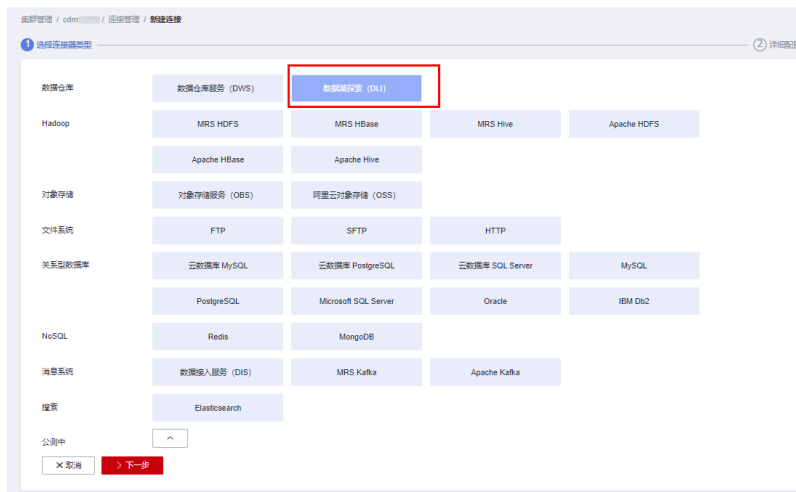 集群管理 / cdm / 连接管理 / 新建连接
1 选择连接器类型 2 详细配
数据仓库 数据仓库服务（DWS） 数据湖探索（DLI）
Hadoop MRS HDFS MRS HBase MRS Hive Apache HDFS
Apache HBase Apache Hive
对象存储 对象存储服务（OBS） 阿里云对象存储（OSS）
文件系统 FTP SFTP HTTP
关系型数据库 云数据库 MySQL 云数据库 PostgreSQL 云数据库 SQL Server MySQL
PostgreSQL Microsoft SQL Server Oracle IBM Db2
NoSQL Redis MongoDB
消息系统 数据接入服务（DIS） MRS Kafka Apache Kafka
搜索 Elasticsearch
公测中
取消 下一步